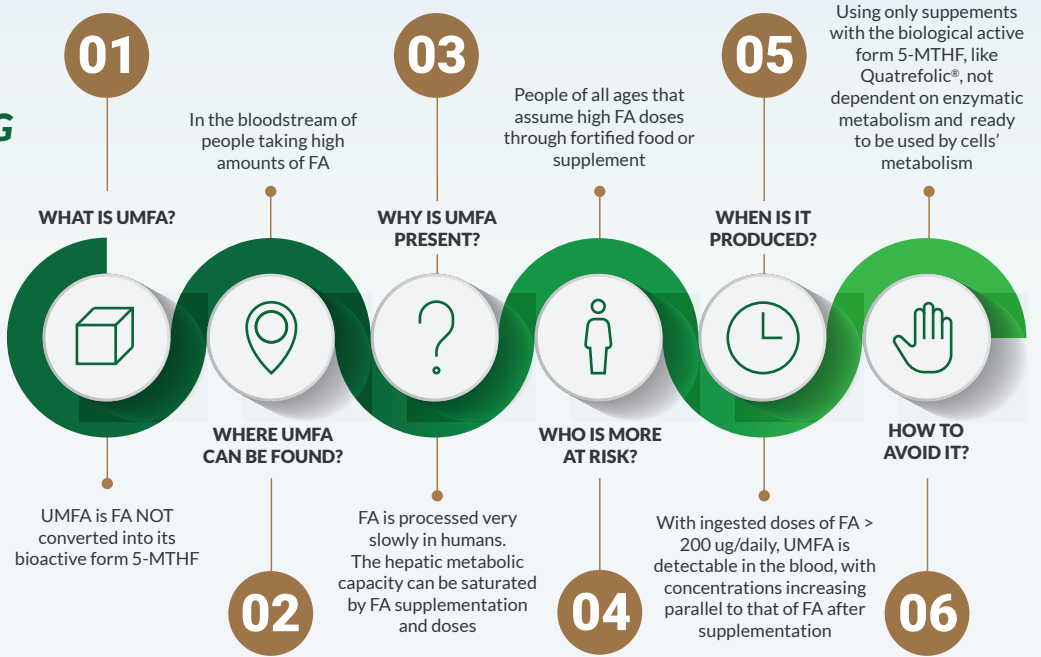 01
WHAT IS UMFA?
UMFA is FA NOT
converted into its
bioactive form 5-MTHF
In the bloodstream of
people taking high
amounts of FA
WHERE UMFA
CAN BE FOUND?
02
03
WHY IS UMFA
PRESENT?
FA is processed very
slowly in humans.
The hepatic metabolic
capacity can be saturated
by FA supplementation
and doses
People of all ages that
assume high FA doses
through fortified food or
supplement
WHO IS MORE
AT RISK?
04
05
WHEN IS IT
PRODUCED?
With ingested doses of FA >
200 ug/daily, UMFA is
detectable in the blood, with
concentrations increasing
parallel to that of FA after
supplementation
Using only suppements
with the biological active
form 5-MTHF, like
Quatrefolic®, not
dependent on enzymatic
metabolism and ready
to be used by cells'
metabolism
HOW TO
AVOID IT?
06